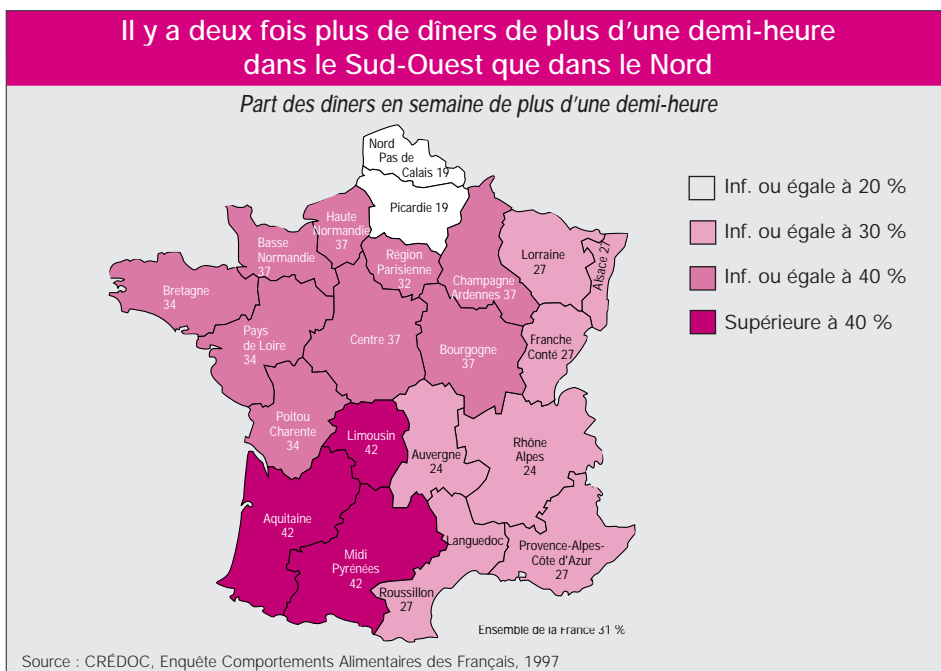 Il y a deux fois plus de dîners de plus d'une demi-heure
dans le Sud-Ouest que dans le Nord
Part des dîners en semaine de plus d'une demi-heure
Nord
Pas de
Calais 19
Picardie 19
Haute
Normandie
37
Basse
Normandie
37
Région
Parisienne
32
Champagne
Ardennes 37
Lorraine
27
Alsace 27
Bretagne
34
Pays
de Loire
34
Centre 37
Bourgogne
37
Franche
Conté 27
Poitou
Charente
34
Limousin
42
Auvergne
24
Rhône
Alpes
24
Aquitaine
42
Midi
Pyrénées
42
Languedoc
Roussillon
27
Provence-Alpes-
Côte d'Azur
27
Inf. ou égale à 20 %
Inf. ou égale à 30 %
Inf. ou égale à 40 %
Supérieure à 40 %
Ensemble de la France 31 %
Source : CRÉDOC, Enquête Comportements Alimentaires des Français, 1997